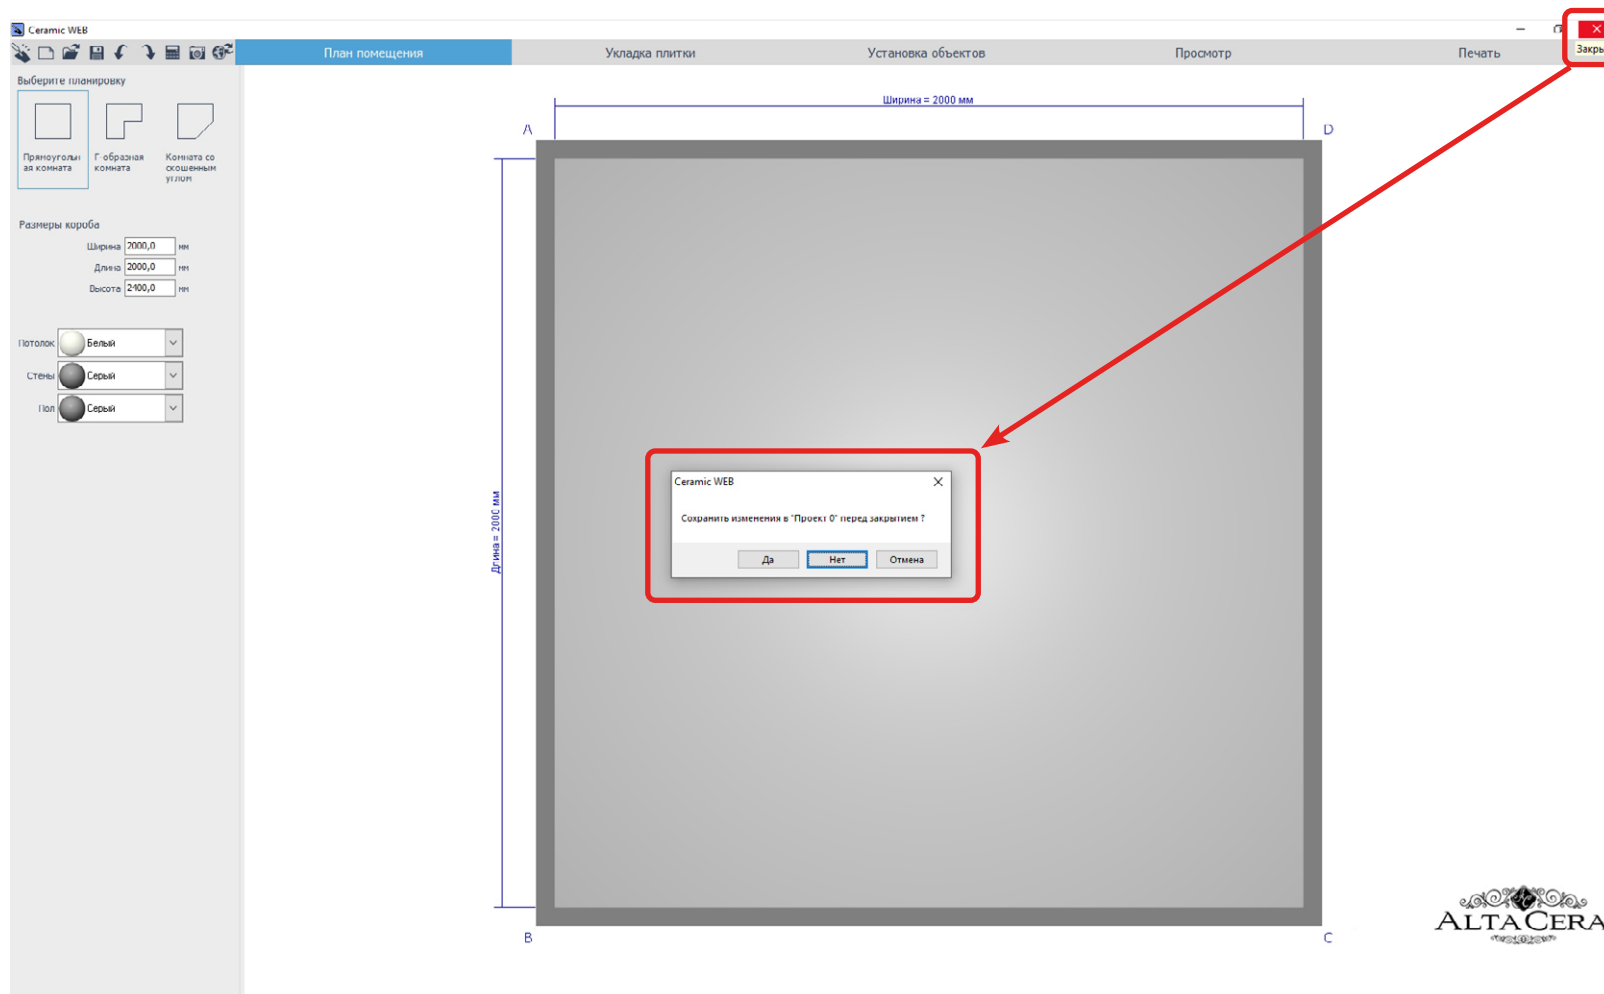 Ceramic WEB
План помещения
Укладка плитки
Установка объектов
Просмотр
Печать
Закры
Выберите планировку
Прямоугольн
ая комната
Г-образная
комната
Комната со
скошенным
углом
Размеры короба
Ширина 2000,0 мм
Длина 2000,0 мм
Высота 2400,0 мм
Потолок Белый
Стены Серый
Пол Серый
Ширина = 2000 мм
A
D
Длина = 2000 мм
B
C
Ceramic WEB
Сохранить изменения в "Проект 0" перед закрытием ?
Да
Нет
Отмена
ALTACERA